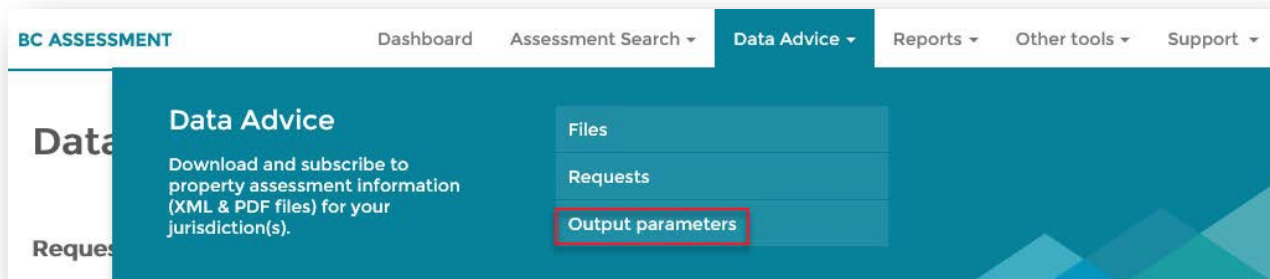 BC ASSESSMENT Dashboard Assessment Search Data Advice Reports Other tools Support
Data
Data Advice
Download and subscribe to
property assessment information
(XML & PDF files) for your
jurisdiction(s).
Files
Requests
Output parameters